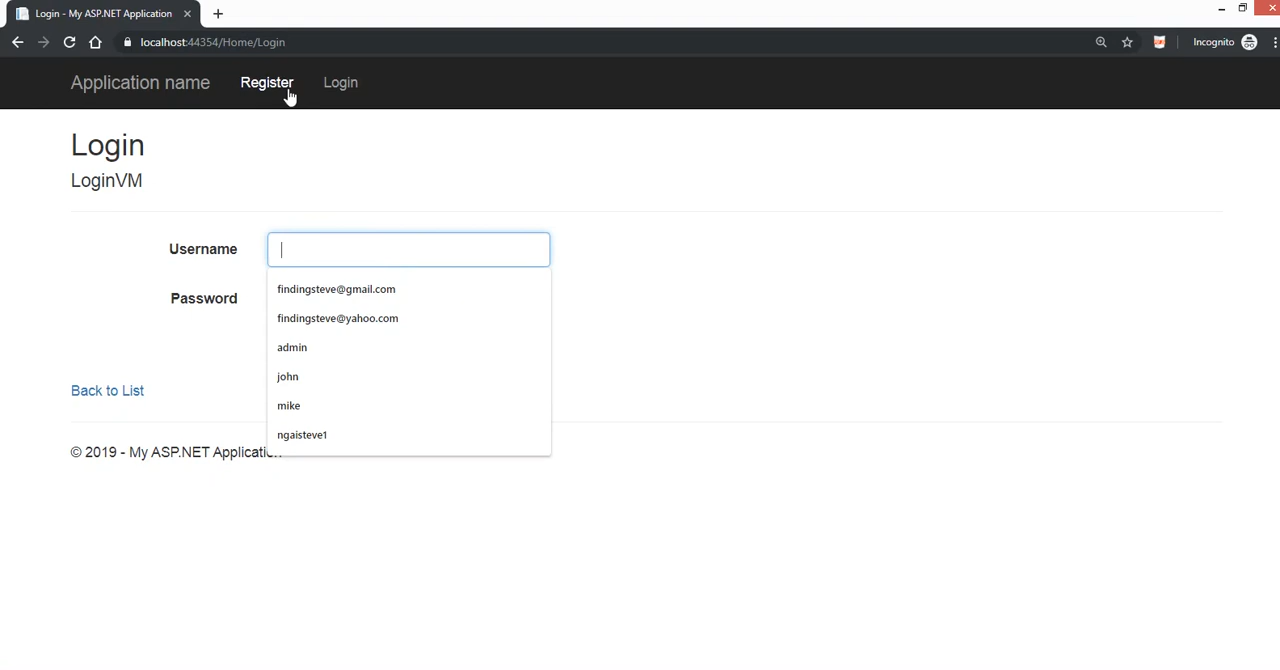 Login - My ASP.NET Application
localhost:44354/Home/Login
Incognito
Application name Register Login
Login
LoginVM
Username
findingsteve@gmail.com
Password
findingsteve@yahoo.com
admin
john
Back to List
mike
ngaisteve1
© 2019 - My ASP.NET Application